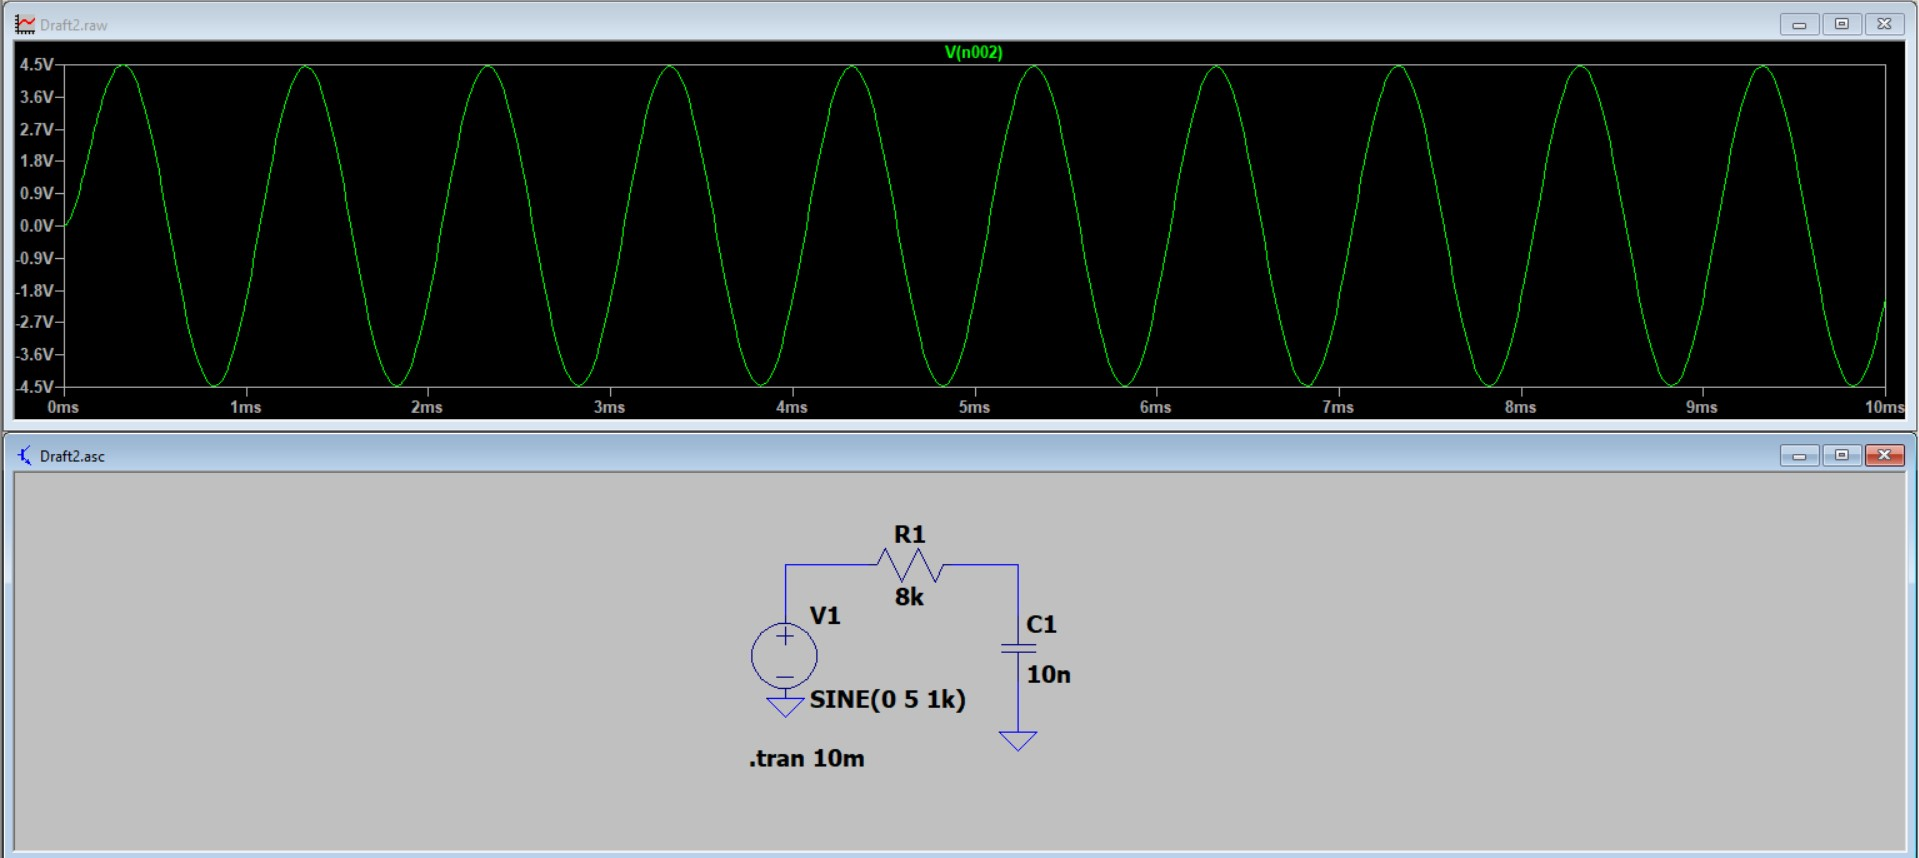 Draft2.raw
V(n002)
4.5V
3.6V
2.7V
1.8V
0.9V
0.0V
-0.9V
-1.8V
-2.7V
-3.6V
-4.5V
0ms 1ms 2ms 3ms 4ms 5ms 6ms 7ms 8ms 9ms 10ms
Draft2.asc
R1
8k
V1
C1
10n
SINE(0 5 1k)
.tran 10m